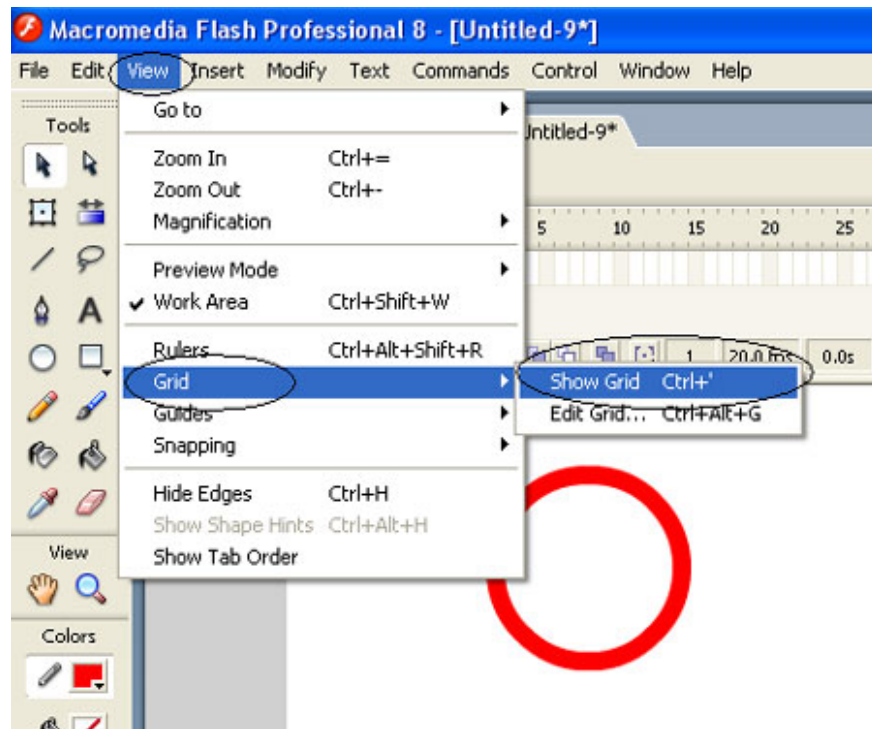 Macromedia Flash Professional 8 - [Untitled-9*]
File Edit View Insert Modify Text Commands Control Window Help
Tools
Go to
Untitled-9*
Zoom In Ctrl+=
Zoom Out Ctrl+-
Magnification
5 10 15 20 25
Preview Mode
Work Area Ctrl+Shift+W
Rulers Ctrl+Alt+Shift+R
1 20.0 fps 0.0s
Grid
Show Grid Ctrl+'
Guides
Edit Grid... Ctrl+Alt+G
Snapping
Hide Edges Ctrl+H
Show Shape Hints Ctrl+Alt+H
View
Show Tab Order
Colors